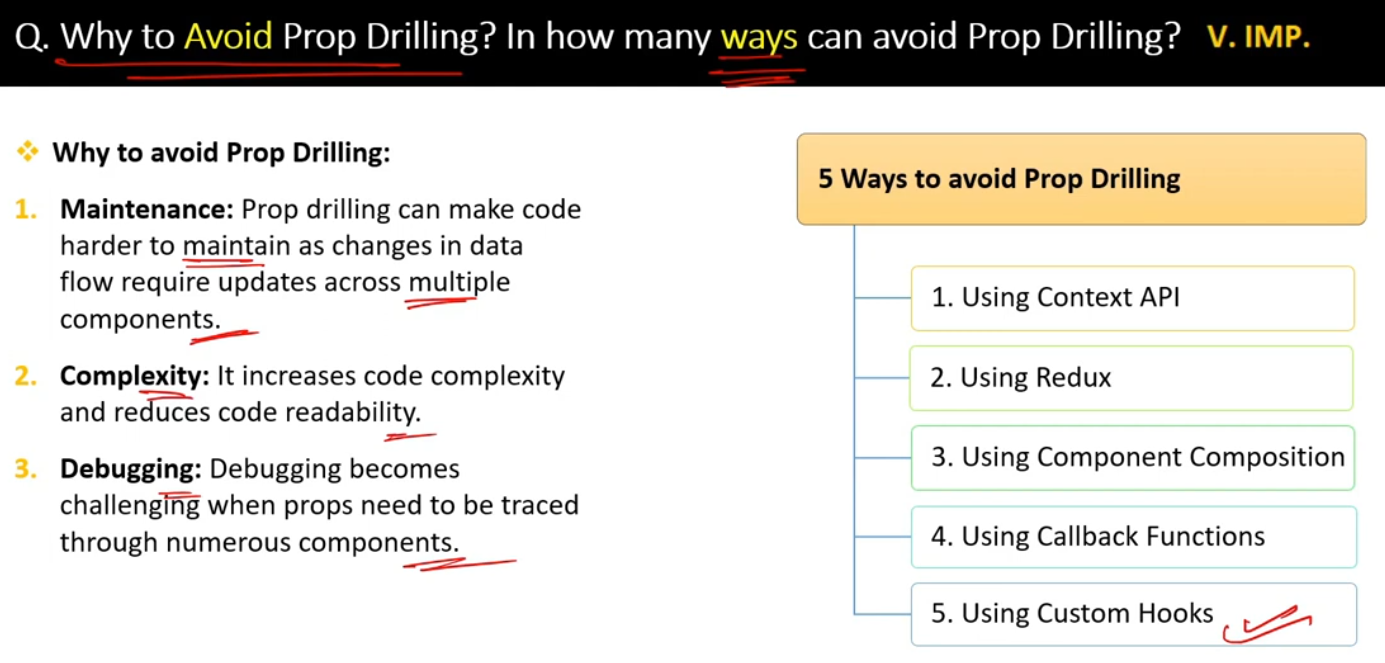 Q. Why to Avoid Prop Drilling? In how many ways can avoid Prop Drilling? V. IMP.
Why to avoid Prop Drilling:
1. Maintenance: Prop drilling can make code
harder to maintain as changes in data
flow require updates across multiple
components.
2. Complexity: It increases code complexity
and reduces code readability.
3. Debugging: Debugging becomes
challenging when props need to be traced
through numerous components.
5 Ways to avoid Prop Drilling
1. Using Context API
2. Using Redux
3. Using Component Composition
4. Using Callback Functions
5. Using Custom Hooks